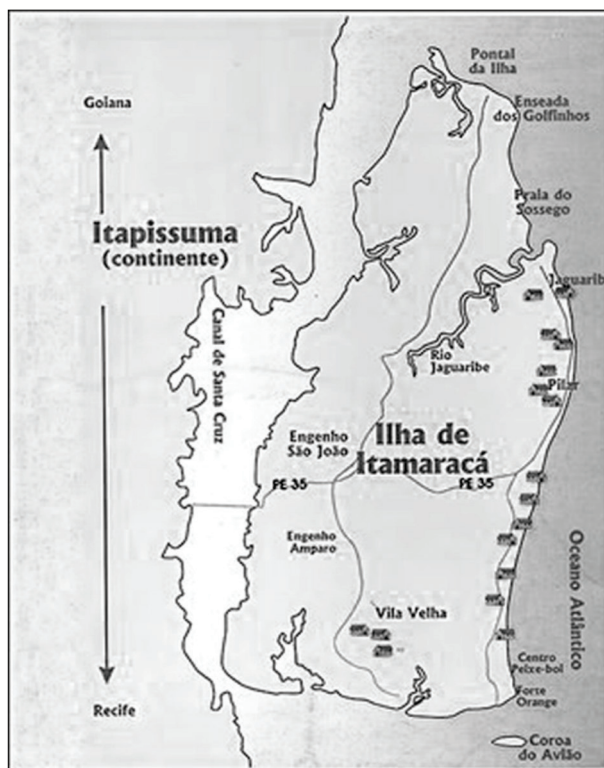 Pontal
da Ilha
Goiana
Enseada
dos Golfinhos
Praia do
Sossego
Itapissuma
(continente)
Jaguaribe
Canal de Santa Cruz
Rio
Jaguaribe
Pilar
Ilha de
Itamaracá
Engenho
São João
PE 35
PE 35
Engenho
Amparo
Oceano Atlântico
Vila Velha
Centro
Peixe-boi
Forte
Orange
Recife
Coroa
do Avião